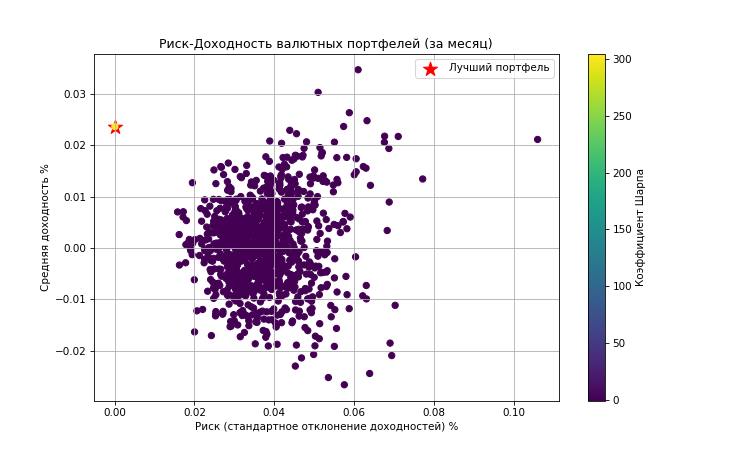 Риск-Доходность валютных портфелей (за месяц)
Лучший портфель
Средняя доходность %
0.03
0.02
0.01
0.00
−0.01
−0.02
0.00 0.02 0.04 0.06 0.08 0.10
Риск (стандартное отклонение доходностей) %
300
250
200
150
100
50
0
Коэффициент Шарпа